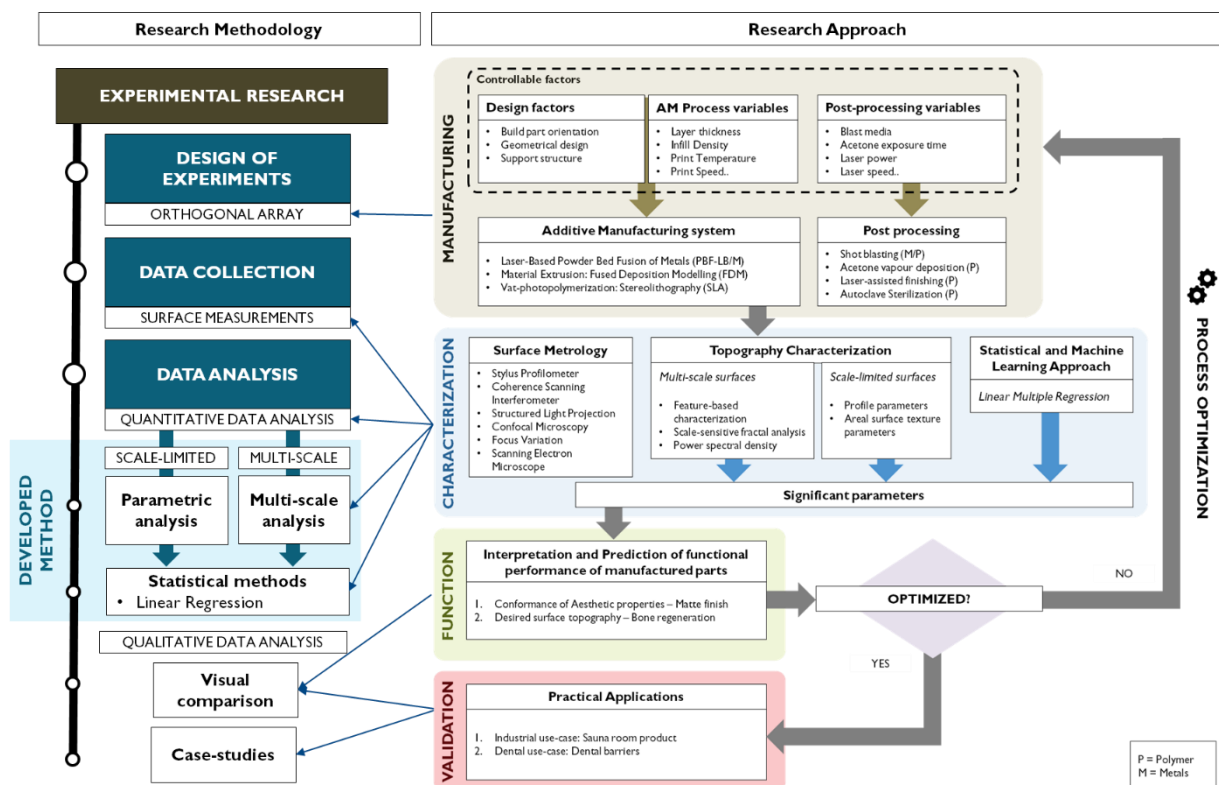 Research Methodology
Research Approach
EXPERIMENTAL RESEARCH
DESIGN OF
EXPERIMENTS
ORTHOGONAL ARRAY
DATA COLLECTION
SURFACE MEASUREMENTS
DATA ANALYSIS
QUANTITATIVE DATA ANALYSIS
SCALE-LIMITED
MULTI-SCALE
DEVELOPED
METHOD
Parametric
analysis
Multi-scale
analysis
Statistical methods
• Linear Regression
QUALITATIVE DATA ANALYSIS
Visual
comparison
Case-studies
MANUFACTURING
Controllable factors
Design factors
• Build part orientation
• Geometrical design
• Support structure
AM Process variables
• Layer thickness
• Infill Density
• Print Temperature
• Print Speed..
Post-processing variables
• Blast media
• Acetone exposure time
• Laser power
• Laser speed..
Additive Manufacturing system
• Laser-Based Powder Bed Fusion of Metals (PBF-LB/M)
• Material Extrusion: Fused Deposition Modelling (FDM)
• Vat-photopolymerization: Stereolithography (SLA)
Post processing
• Shot blasting (M/P)
• Acetone vapour deposition (P)
• Laser-assisted finishing (P)
• Autoclave Sterilization (P)
CHARACTERIZATION
Surface Metrology
• Stylus Profilometer
• Coherence Scanning
Interferometer
• Structured Light Projection
• Confocal Microscopy
• Focus Variation
• Scanning Electron
Microscope
Topography Characterization
Multi-scale surfaces
• Feature-based
characterization
• Scale-sensitive fractal analysis
• Power spectral density
Scale-limited surfaces
• Profile parameters
• Areal surface texture
parameters
Statistical and Machine
Learning Approach
Linear Multiple Regression
Significant parameters
FUNCTION
Interpretation and Prediction of functional
performance of manufactured parts
1. Conformance of Aesthetic properties – Matte finish
2. Desired surface topography – Bone regeneration
OPTIMIZED?
NO
YES
PROCESS OPTIMIZATION
VALIDATION
Practical Applications
1. Industrial use-case: Sauna room product
2. Dental use-case: Dental barriers
P = Polymer
M = Metals